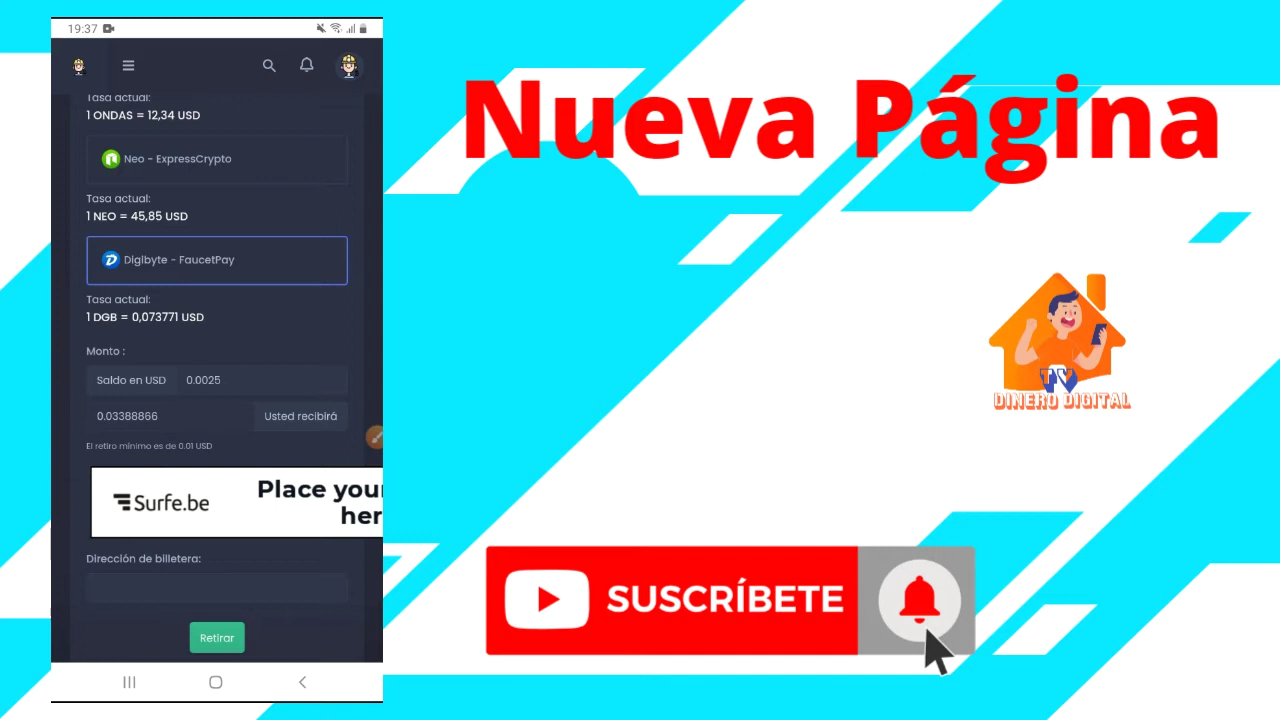 19:37
Tasa actual:
1 ONDAS = 12,34 USD
Neo - ExpressCrypto
Tasa actual:
1 NEO = 45,85 USD
Digibyte - FaucetPay
Tasa actual:
1 DGB = 0,073771 USD
Monto :
Saldo en USD 0.0025
0.03388866 Usted recibirá
El retiro mínimo es de 0.01 USD
Surfe.be
Place your
her
Dirección de billetera:
Retirar
Nueva Página
TV
DINERO DIGITAL
SUSCRÍBETE